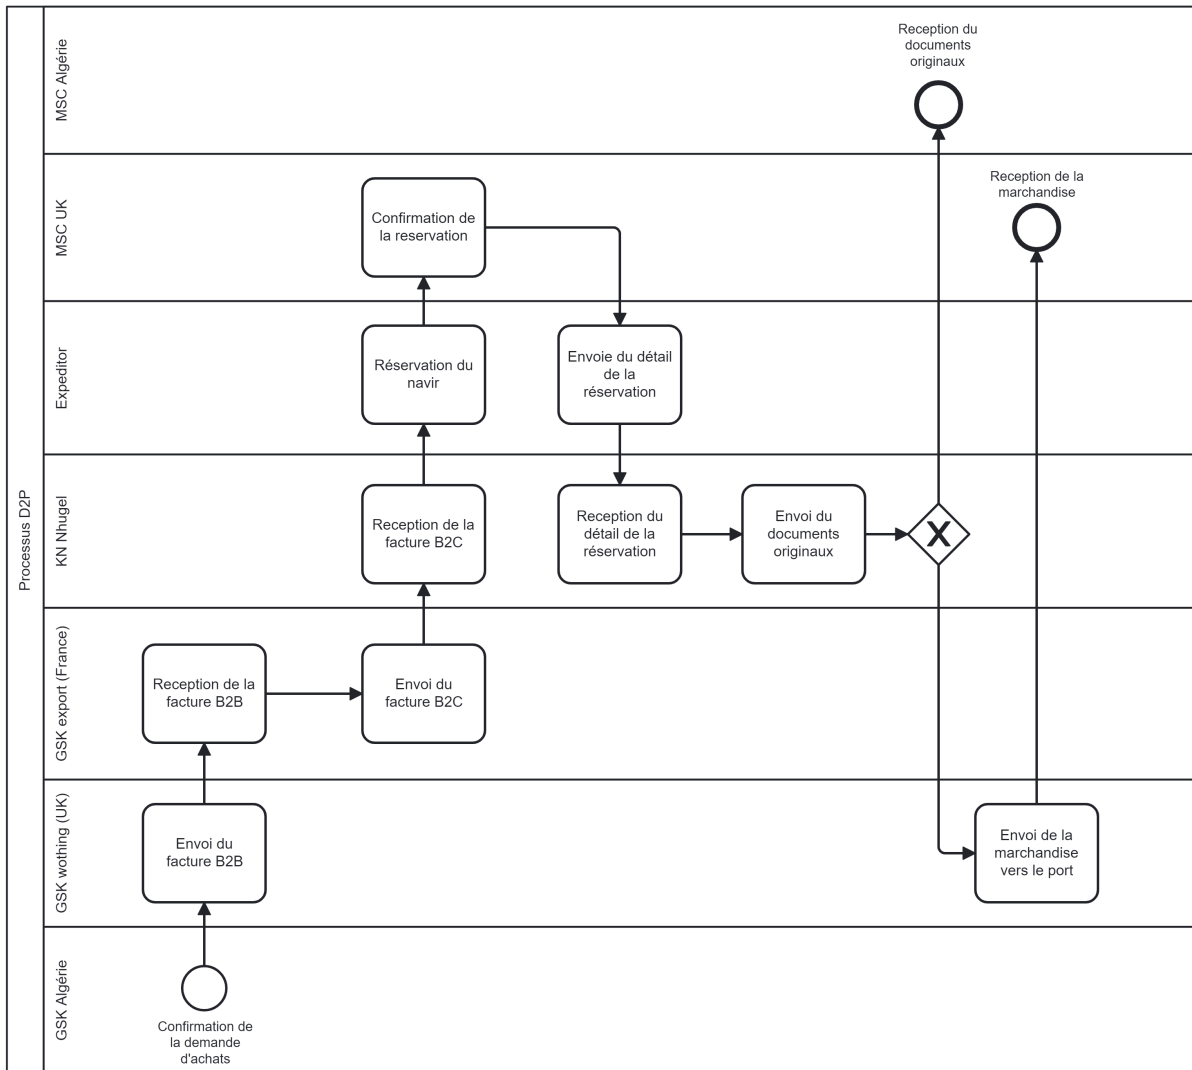 Processus D2P
MSC Algérie
Reception du
documents
originaux
MSC UK
Confirmation de
la reservation
Reception de la
marchandise
Expeditor
Réservation du
navir
Envoie du détail
de la
réservation
KN Nhugel
Reception de la
facture B2C
Reception du
détail de la
réservation
Envoi du
documents
originaux
X
GSK export (France)
Reception de la
facture B2B
Envoi du
facture B2C
GSK wothing (UK)
Envoi du
facture B2B
Envoi de la
marchandise
vers le port
GSK Algérie
Confirmation de
la demande
d'achats